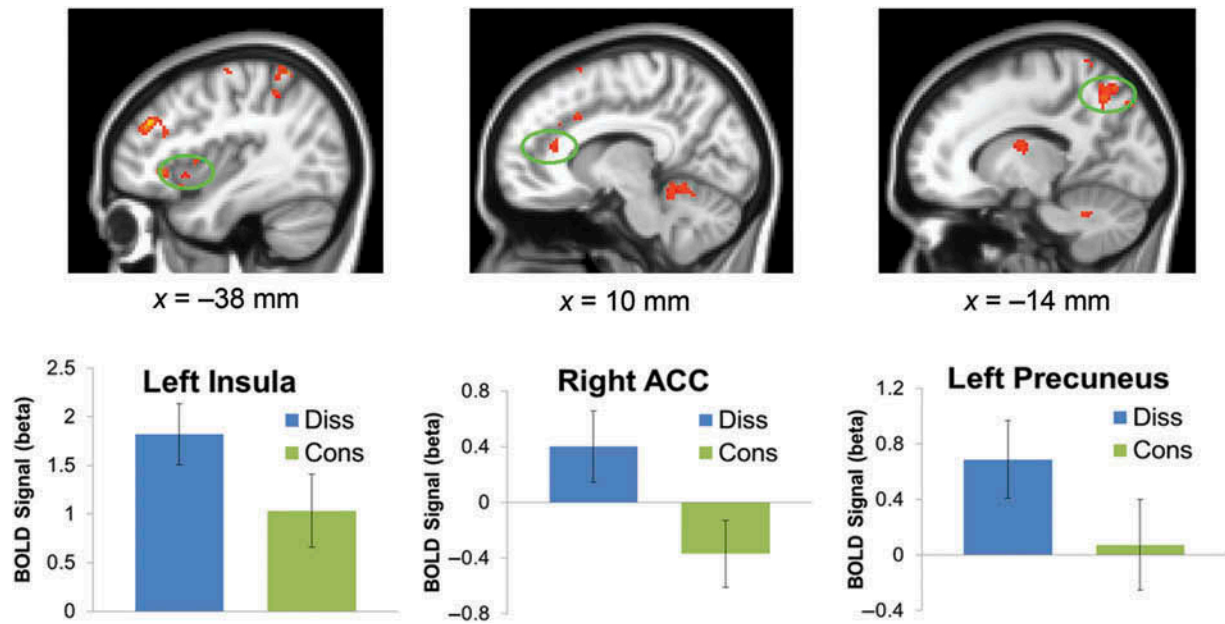 x = –38 mm
x = 10 mm
x = –14 mm
Left Insula
BOLD Signal (beta)
2.5
2
1.5
1
0.5
0
Diss
Cons
Right ACC
BOLD Signal (beta)
0.8
0.4
0
–0.4
–0.8
Diss
Cons
Left Precuneus
BOLD Signal (beta)
1.2
0.8
0.4
0
–0.4
Diss
Cons